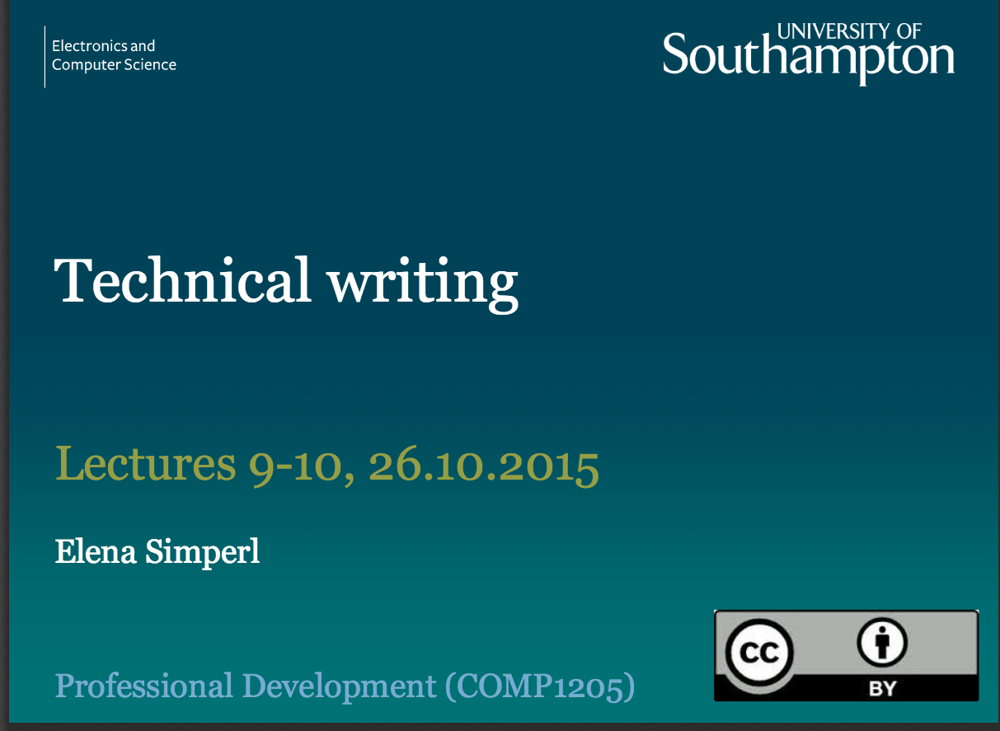 Electronics and
Computer Science
UNIVERSITY OF
Southampton
Technical writing
Lectures 9-10, 26.10.2015
Elena Simperl
Professional Development (COMP1205)
cc
BY